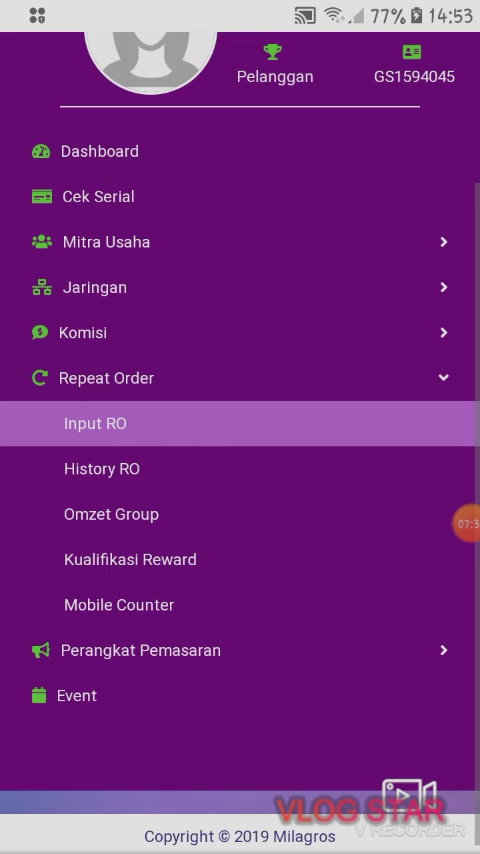 77% 14:53
Pelanggan GS1594045
Dashboard
Cek Serial
Mitra Usaha
Jaringan
Komisi
Repeat Order
Input RO
History RO
Omzet Group
Kualifikasi Reward
Mobile Counter
Perangkat Pemasaran
Event
VLOG STAR
V RECORDER
Copyright © 2019 Milagros